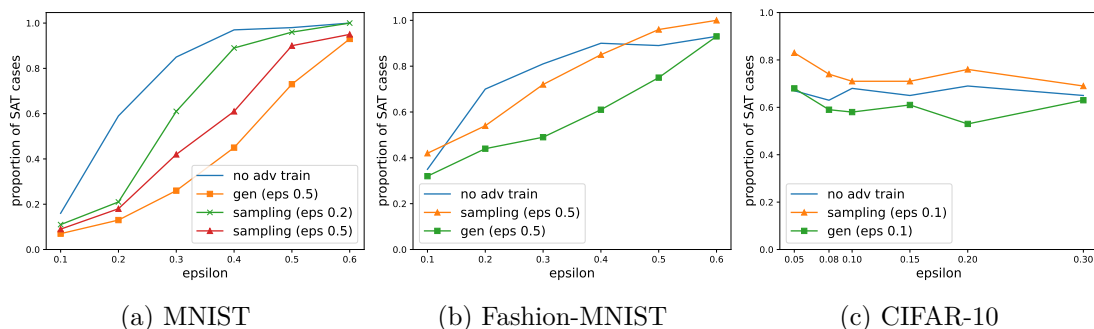 proportion of SAT cases
1.0
0.8
0.6
0.4
0.2
0.0
no adv train
gen (eps 0.5)
sampling (eps 0.2)
sampling (eps 0.5)
0.1 0.2 0.3 0.4 0.5 0.6
epsilon
(a) MNIST
proportion of SAT cases
1.0
0.8
0.6
0.4
0.2
0.0
no adv train
sampling (eps 0.5)
gen (eps 0.5)
0.1 0.2 0.3 0.4 0.5 0.6
epsilon
(b) Fashion-MNIST
proportion of SAT cases
1.0
0.8
0.6
0.4
0.2
0.0
no adv train
sampling (eps 0.1)
gen (eps 0.1)
0.05 0.08 0.10 0.15 0.20 0.30
epsilon
(c) CIFAR-10